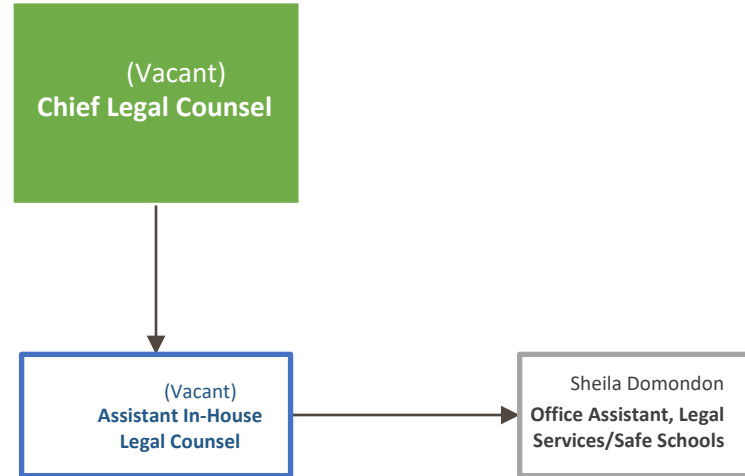 (Vacant)
Chief Legal Counsel
(Vacant)
Assistant In-House
Legal Counsel
Sheila Domondon
Office Assistant, Legal
Services/Safe Schools